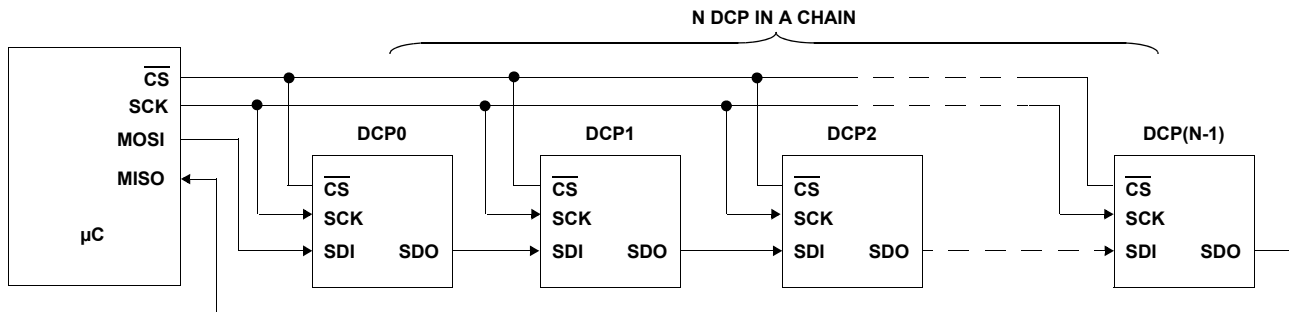 N DCP IN A CHAIN
CS
SCK
MOSI
MISO
µC
DCP0
CS
SCK
SDI SDO
DCP1
CS
SCK
SDI SDO
DCP2
CS
SCK
SDI SDO
DCP(N-1)
CS
SCK
SDI SDO